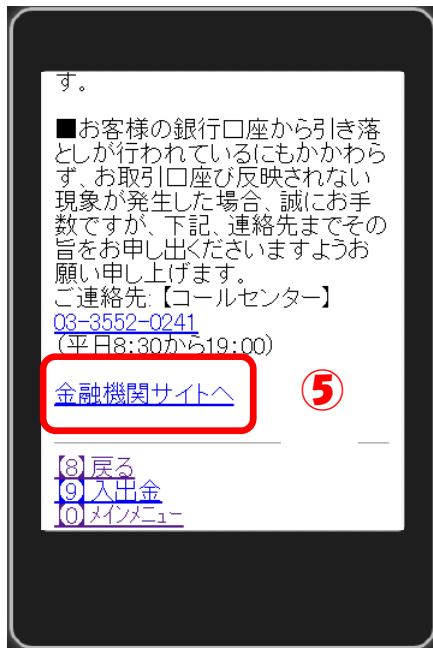 す。
■お客様の銀行口座から引き落
としが行われているにもかかわら
ず、お取引口座び反映されない
現象が発生した場合、誠にお手
数ですが、下記、連絡先までその
旨をお申し出くださいますようお
願い申し上げます。
ご連絡先:【コールセンター】
03-3552-0241
(平日8:30から19:00)
金融機関サイトへ
⑤
【8】戻る
【9】入出金
【0】メインメニュー